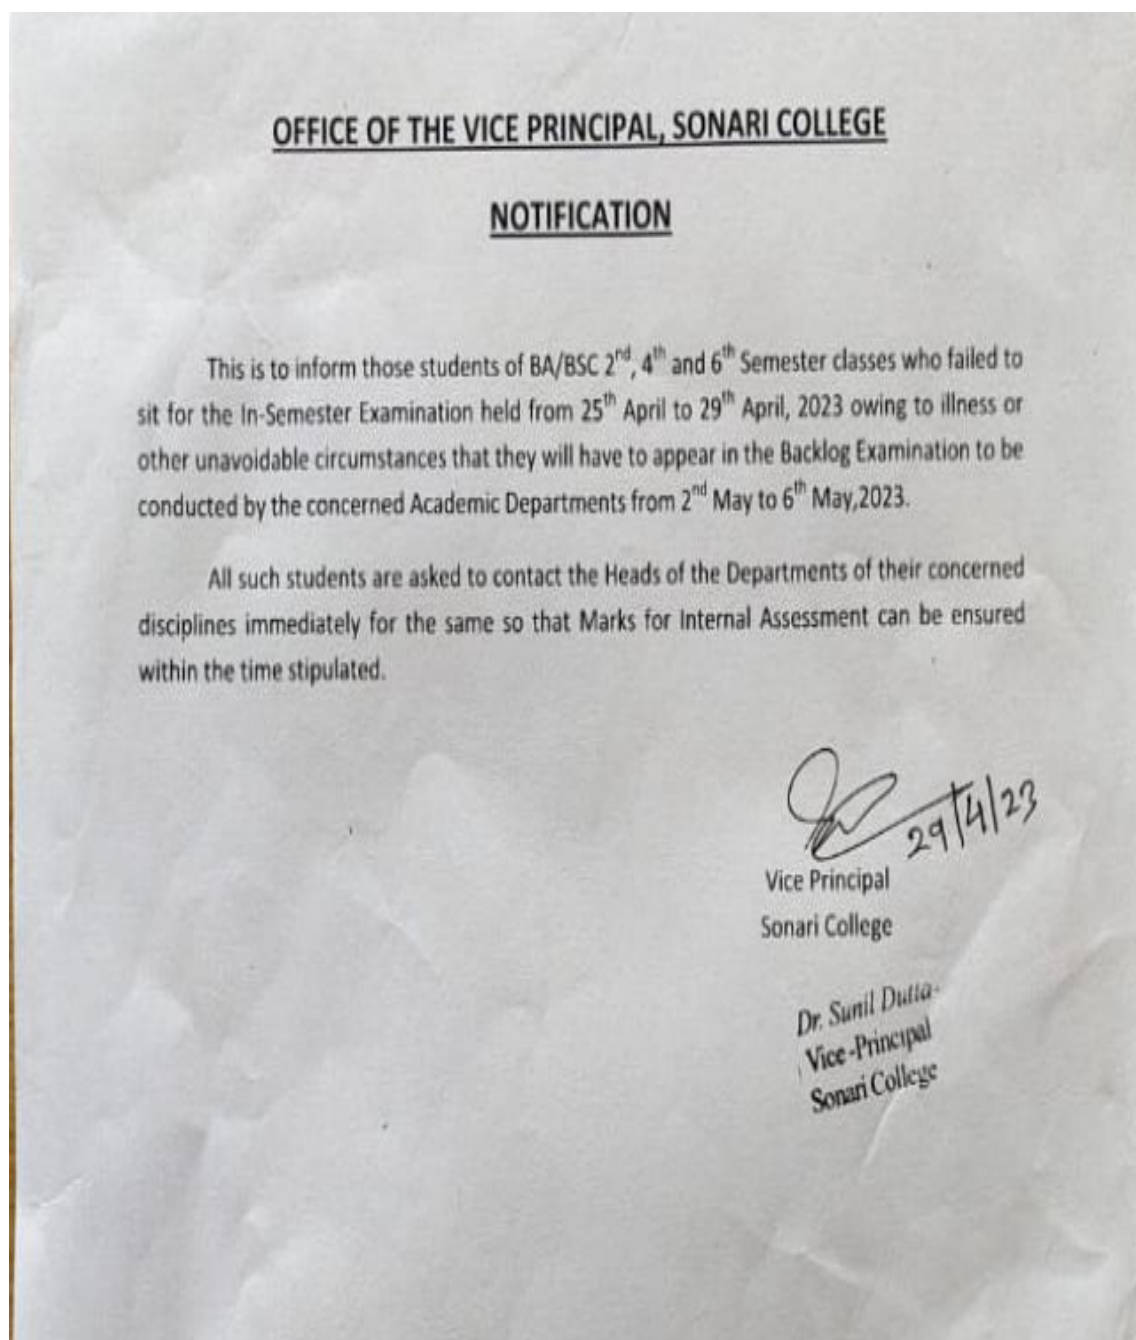 OFFICE OF THE VICE PRINCIPAL, SONARI COLLEGE
NOTIFICATION
This is to inform those students of BA/BSC 2nd, 4th and 6th Semester classes who failed to
sit for the In-Semester Examination held from 25th April to 29th April, 2023 owing to illness or
other unavoidable circumstances that they will have to appear in the Backlog Examination to be
conducted by the concerned Academic Departments from 2nd May to 6th May,2023.
All such students are asked to contact the Heads of the Departments of their concerned
disciplines immediately for the same so that Marks for Internal Assessment can be ensured
within the time stipulated.
29/4/23
Vice Principal
Sonari College
Dr. Sunil Dutta
Vice-Principal
Sonari College